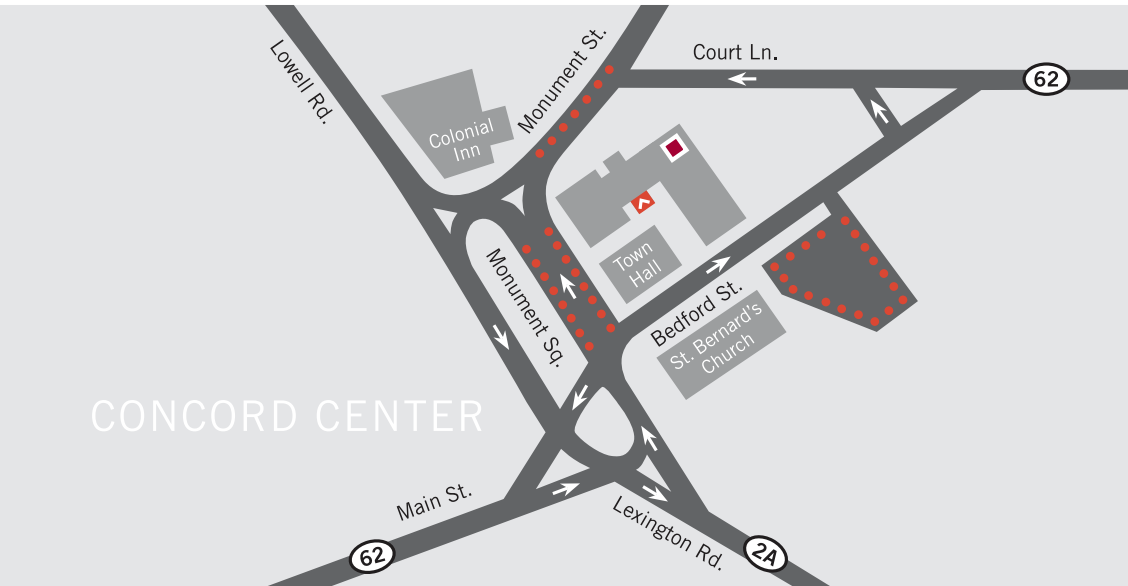 Lowell Rd.
Monument St.
Court Ln.
62
Colonial
Inn
Town
Hall
Monument Sq.
Bedford St.
St. Bernard's
Church
CONCORD CENTER
Main St.
62
Lexington Rd.
2A